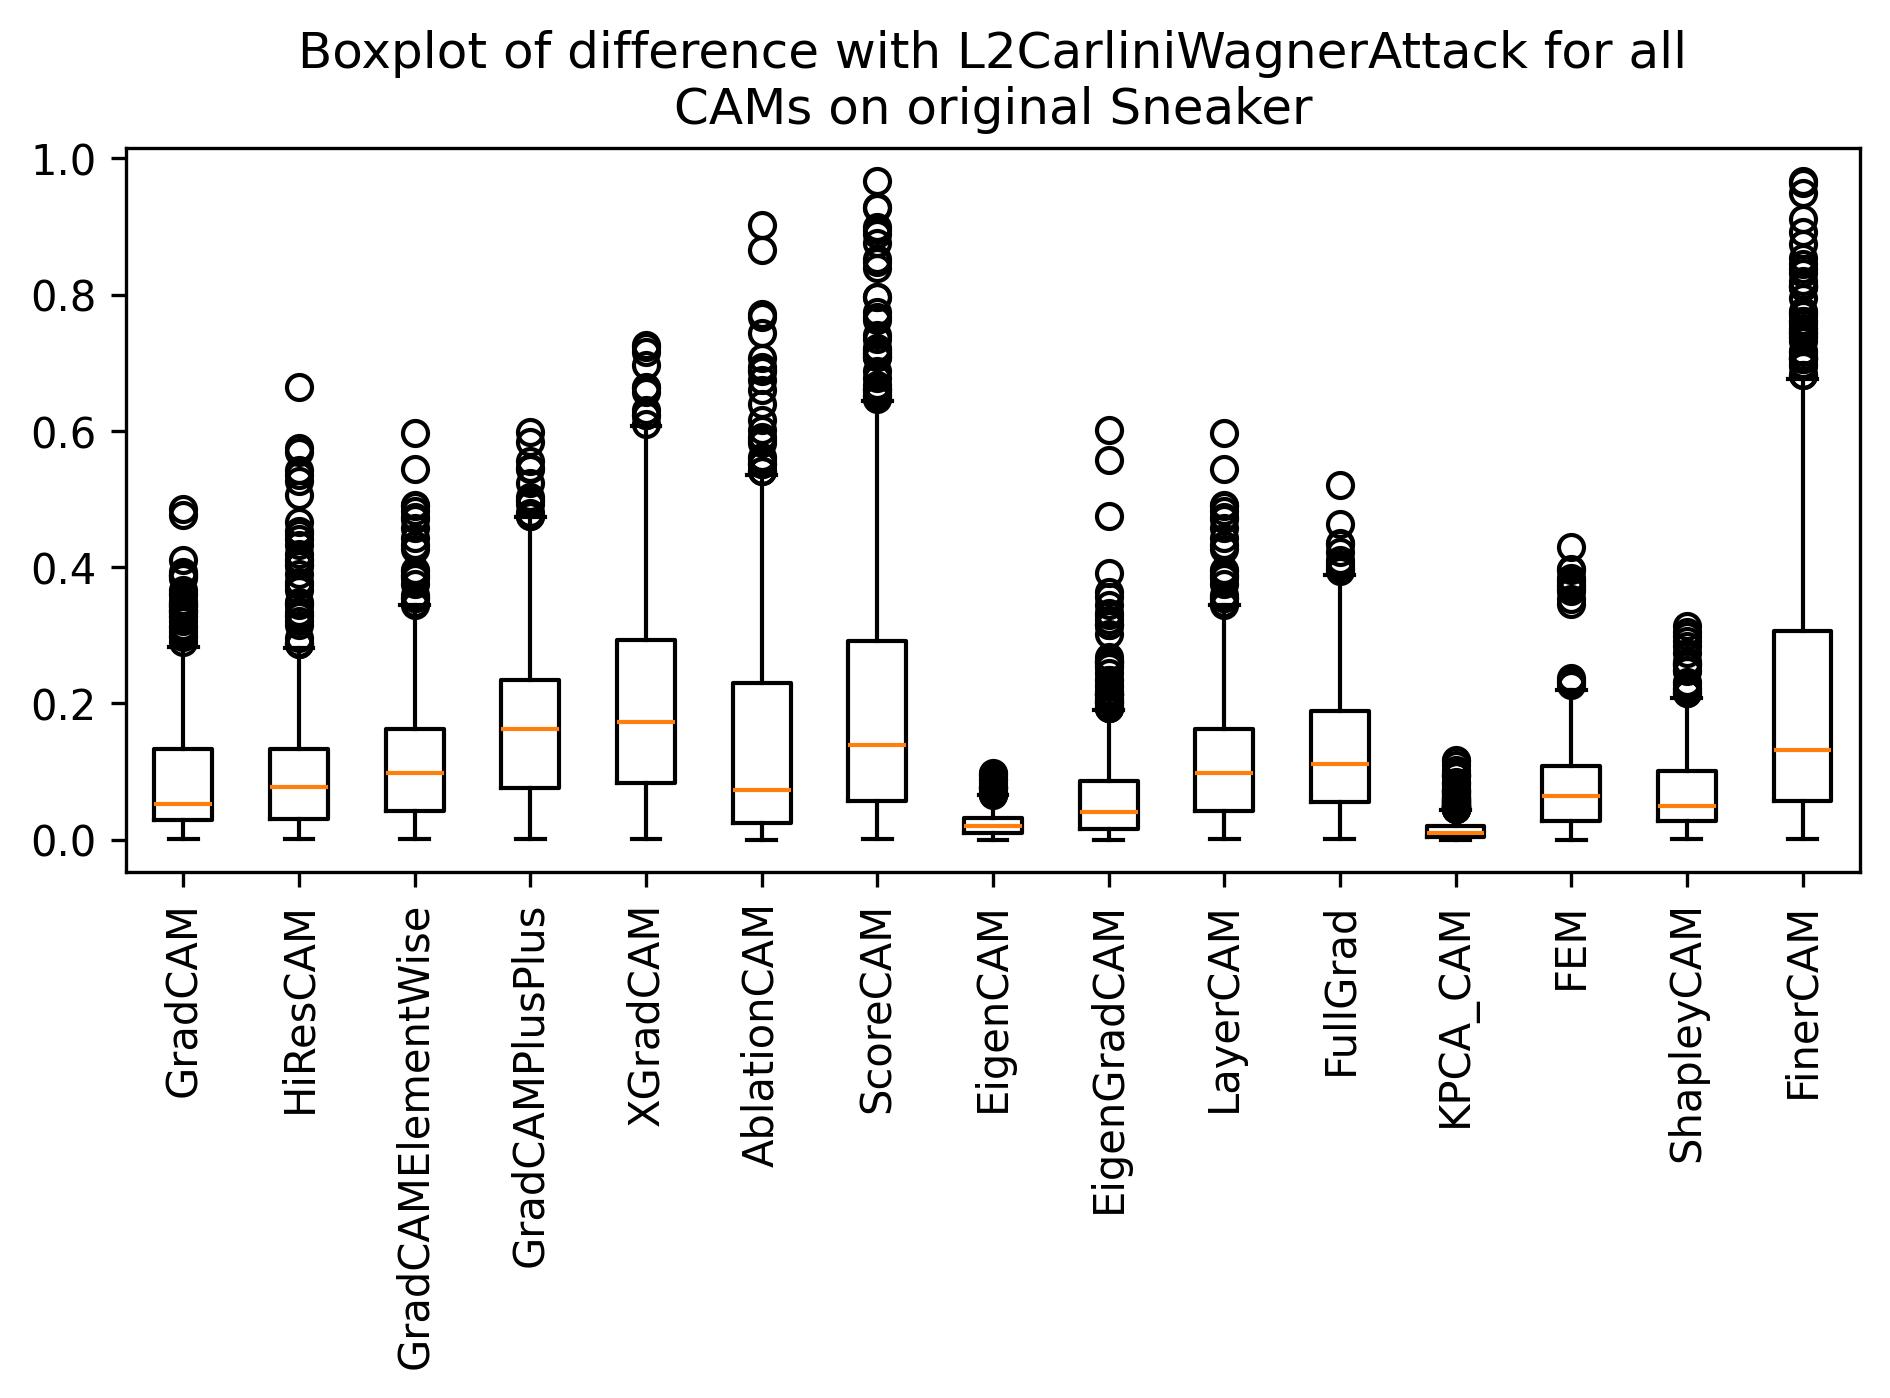 Boxplot of difference with L2CarliniWagnerAttack for all
CAMs on original Sneaker
1.0
0.8
0.6
0.4
0.2
0.0
GradCAM
HiResCAM
GradCAMElementWise
GradCAMPlusPlus
XGradCAM
AblationCAM
ScoreCAM
EigenCAM
EigenGradCAM
LayerCAM
FullGrad
KPCA_CAM
FEM
ShapleyCAM
FinerCAM